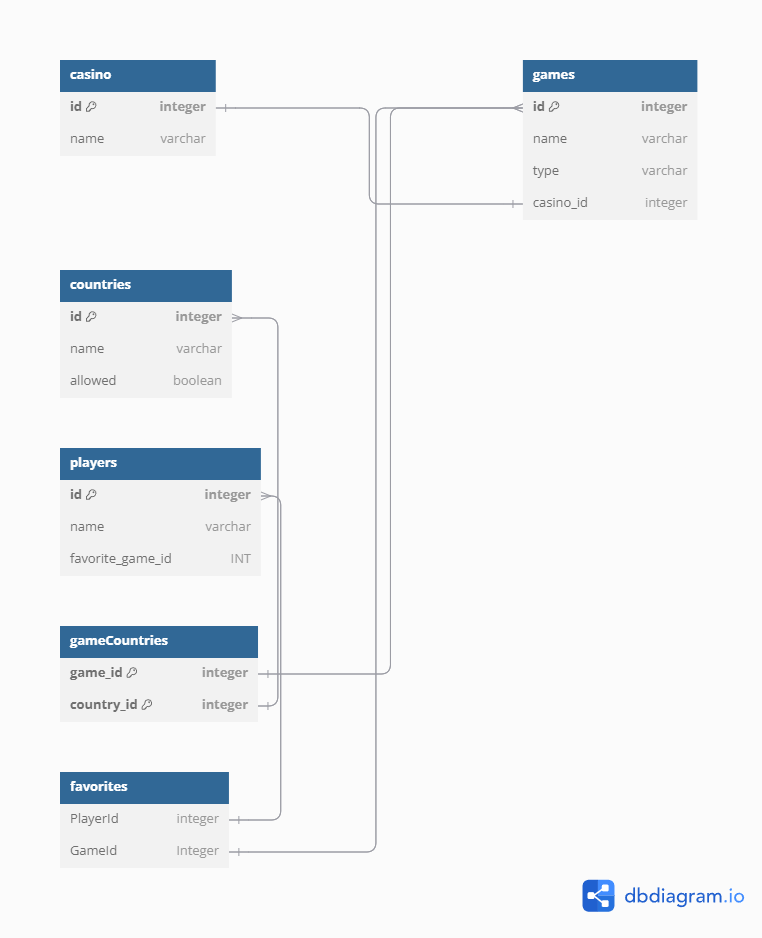 casino
id integer
name varchar
games
id integer
name varchar
type varchar
casino_id integer
countries
id integer
name varchar
allowed boolean
players
id integer
name varchar
favorite_game_id INT
gameCountries
game_id integer
country_id integer
favorites
PlayerId integer
GameId Integer
dbdiagram.io